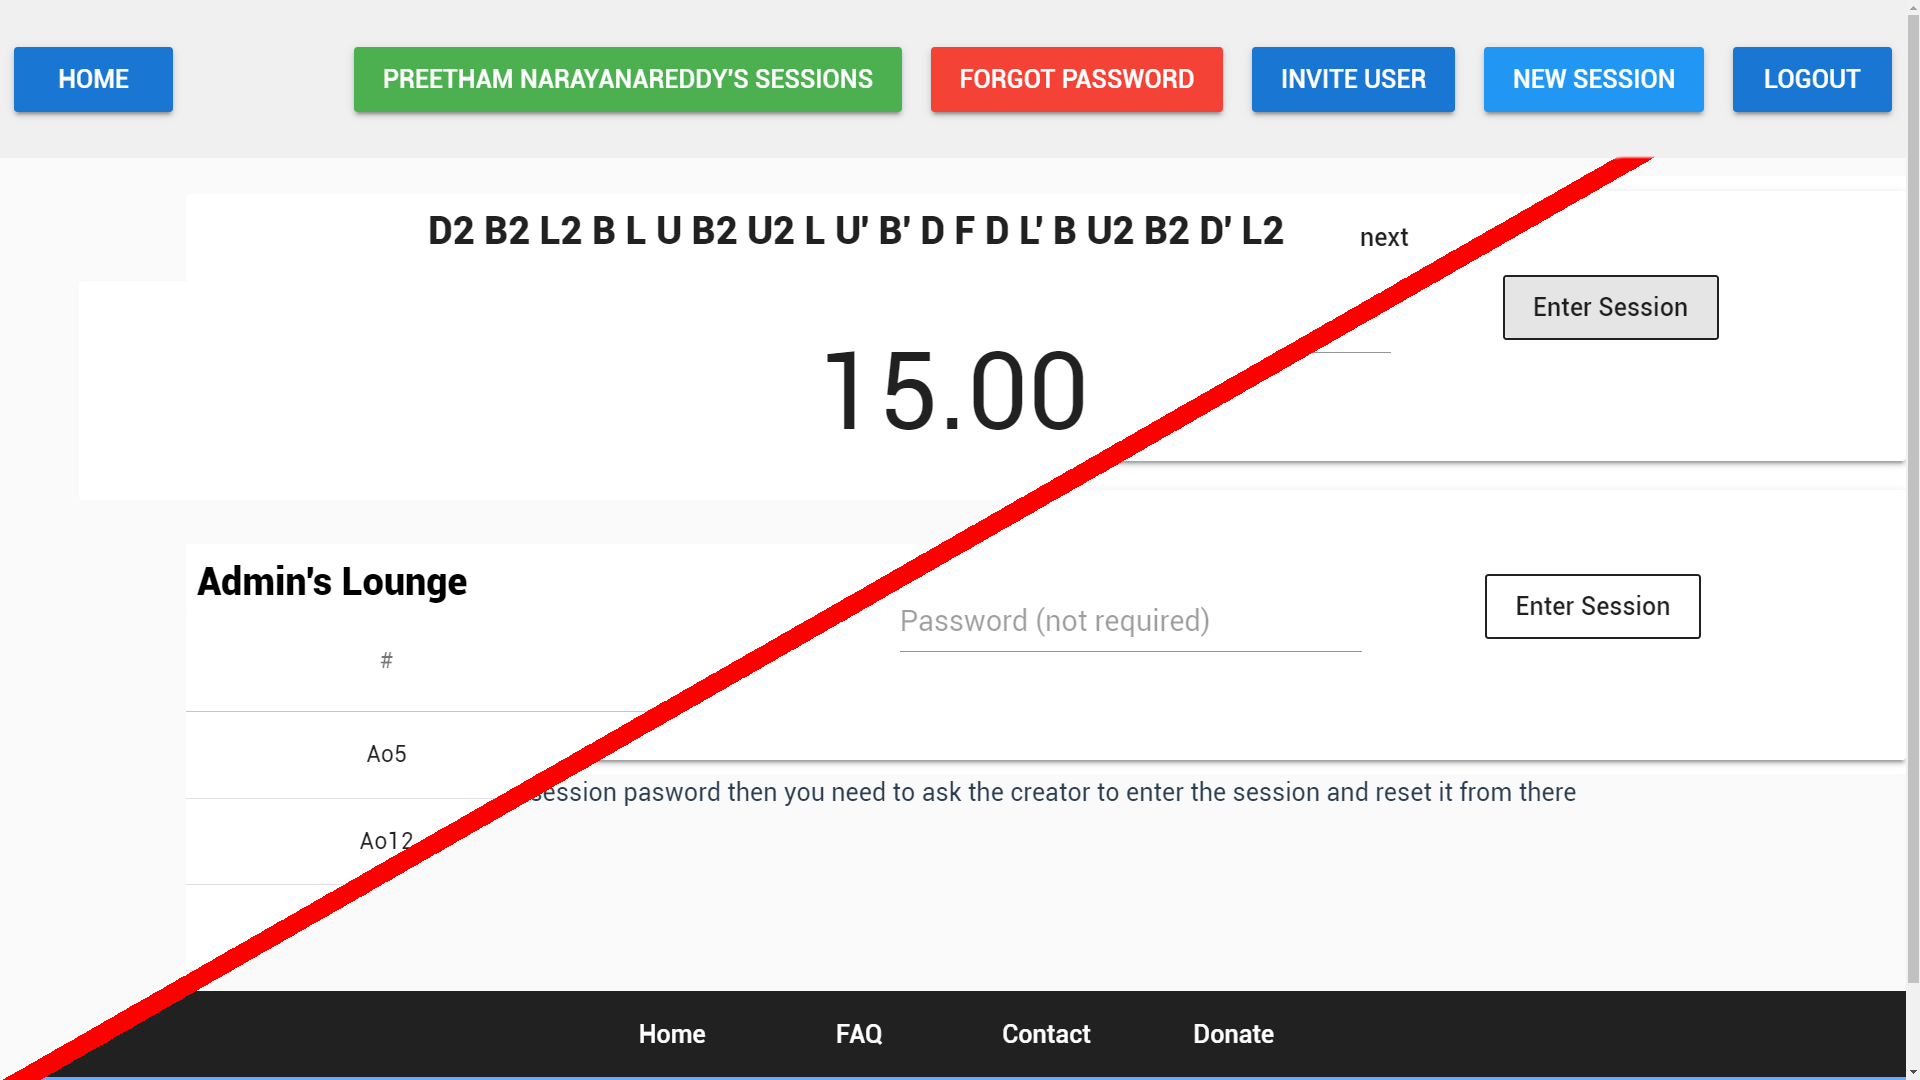 HOME
PREETHAM NARAYANAREDDY'S SESSIONS
FORGOT PASSWORD
INVITE USER
NEW SESSION
LOGOUT
D2 B2 L2 B L U B2 U2 L U' B' D F D L' B U2 B2 D' L2
next
Enter Session
15.00
Admin's Lounge
Password (not required)
Enter Session
#
Ao5
session pasword then you need to ask the creator to enter the session and reset it from there
Ao12
Home
FAQ
Contact
Donate